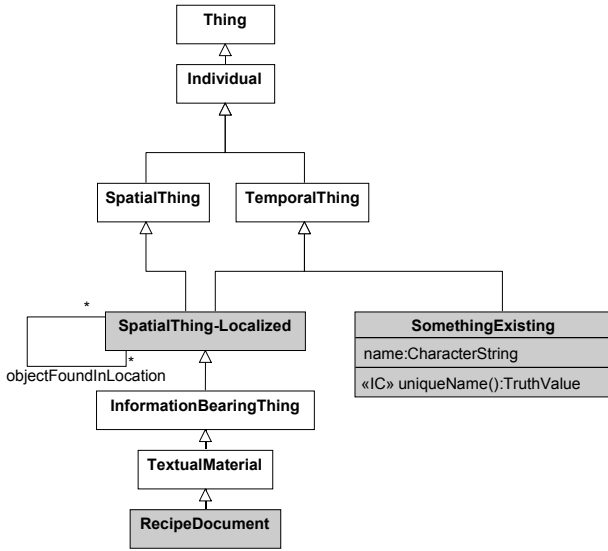 Thing
Individual
SpatialThing
TemporalThing
*
SpatialThing-Localized
*
objectFoundInLocation
SomethingExisting
name:CharacterString
«IC» uniqueName():TruthValue
InformationBearingThing
TextualMaterial
RecipeDocument